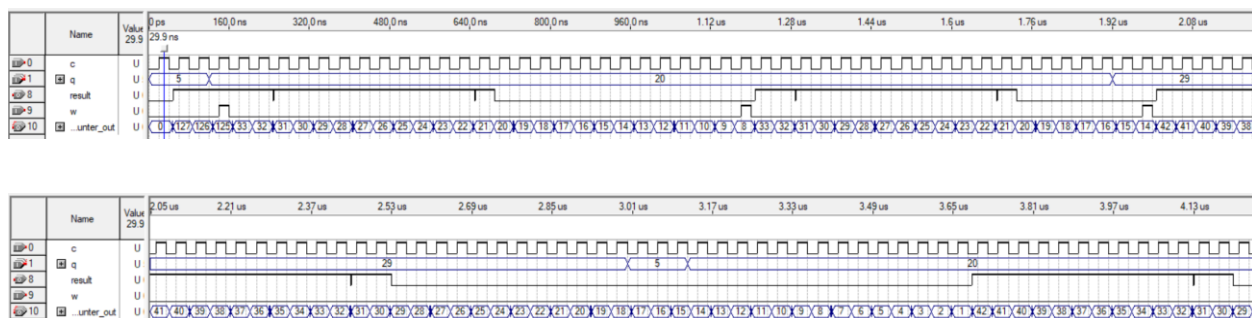 Name Value 29.9 0 ps 160.0 ns 320.0 ns 480.0 ns 640.0 ns 800.0 ns 960.0 ns 1.12 us 1.28 us 1.44 us 1.6 us 1.76 us 1.92 us 2.08 us
29.9 ns
0 c U
1 q U 5 20 29
8 result U
9 w U
10 ...unter_out U 0 127 126 125 33 32 31 30 29 28 27 26 25 24 23 22 21 20 19 18 17 16 15 14 13 12 11 10 9 8 33 32 31 30 29 28 27 26 25 24 23 22 21 20 19 18 17 16 15 14 42 41 40 39 38
Name Value 29.9 2.05 us 2.21 us 2.37 us 2.53 us 2.69 us 2.85 us 3.01 us 3.17 us 3.33 us 3.49 us 3.65 us 3.81 us 3.97 us 4.13 us
0 c U
1 q U 29 5 20
8 result U
9 w U
10 ...unter_out U 41 40 39 38 37 36 35 34 33 32 31 30 29 28 27 26 25 24 23 22 21 20 19 18 17 16 15 14 13 12 11 10 9 8 7 6 5 4 3 2 1 42 41 40 39 38 37 36 35 34 33 32 31 30 29